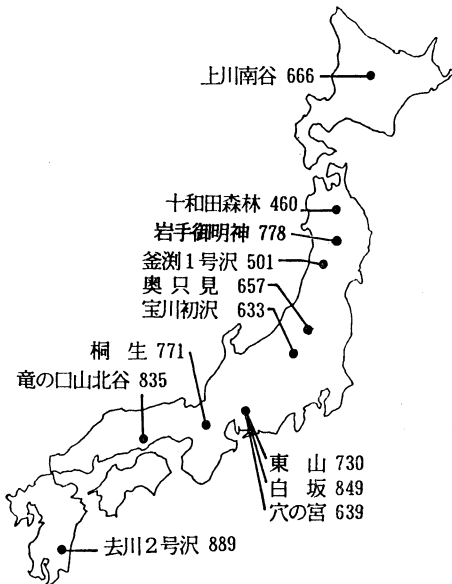 上川南谷 666
十和田森林 460
岩手御明神 778
釜渕1号沢 501
奥只見 657
宝川初沢 633
桐生 771
竜の口山北谷 835
東山 730
白坂 849
穴の宮 639
去川2号沢 889